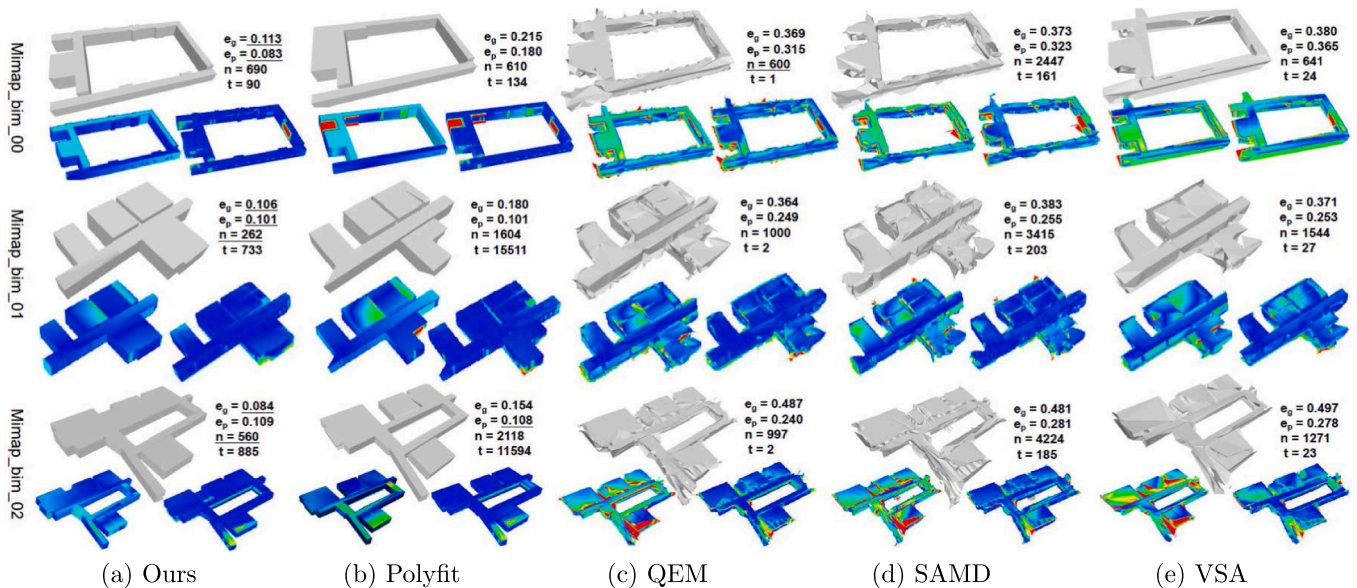 Mimap_bim_00
e_g = 0.113
e_p = 0.083
n = 690
t = 90
e_g = 0.215
e_p = 0.180
n = 610
t = 134
e_g = 0.369
e_p = 0.315
n = 600
t = 1
e_g = 0.373
e_p = 0.323
n = 2447
t = 161
e_g = 0.380
e_p = 0.365
n = 641
t = 24
Mimap_bim_01
e_g = 0.106
e_p = 0.101
n = 262
t = 733
e_g = 0.180
e_p = 0.101
n = 1604
t = 15511
e_g = 0.364
e_p = 0.249
n = 1000
t = 2
e_g = 0.383
e_p = 0.255
n = 3415
t = 203
e_g = 0.371
e_p = 0.253
n = 1544
t = 27
Mimap_bim_02
e_g = 0.084
e_p = 0.109
n = 560
t = 885
e_g = 0.154
e_p = 0.108
n = 2118
t = 11594
e_g = 0.487
e_p = 0.240
n = 997
t = 2
e_g = 0.481
e_p = 0.281
n = 4224
t = 185
e_g = 0.497
e_p = 0.278
n = 1271
t = 23
(a) Ours
(b) Polyfit
(c) QEM
(d) SAMD
(e) VSA